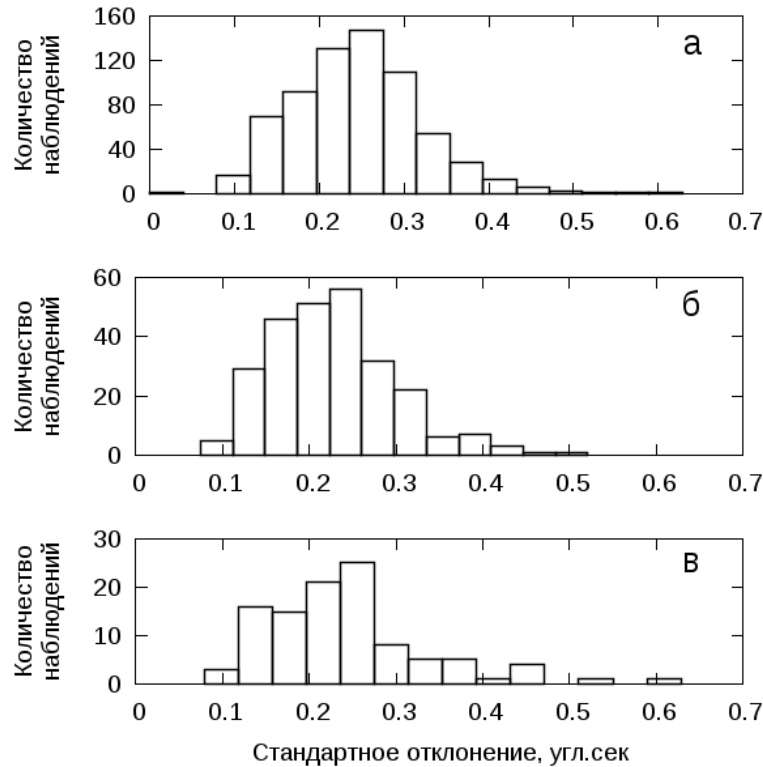 Количество
наблюдений
160
120
80
40
0
а
0 0.1 0.2 0.3 0.4 0.5 0.6 0.7
Количество
наблюдений
60
40
20
0
б
0 0.1 0.2 0.3 0.4 0.5 0.6 0.7
Количество
наблюдений
30
20
10
0
в
0 0.1 0.2 0.3 0.4 0.5 0.6 0.7
Стандартное отклонение, угл.сек